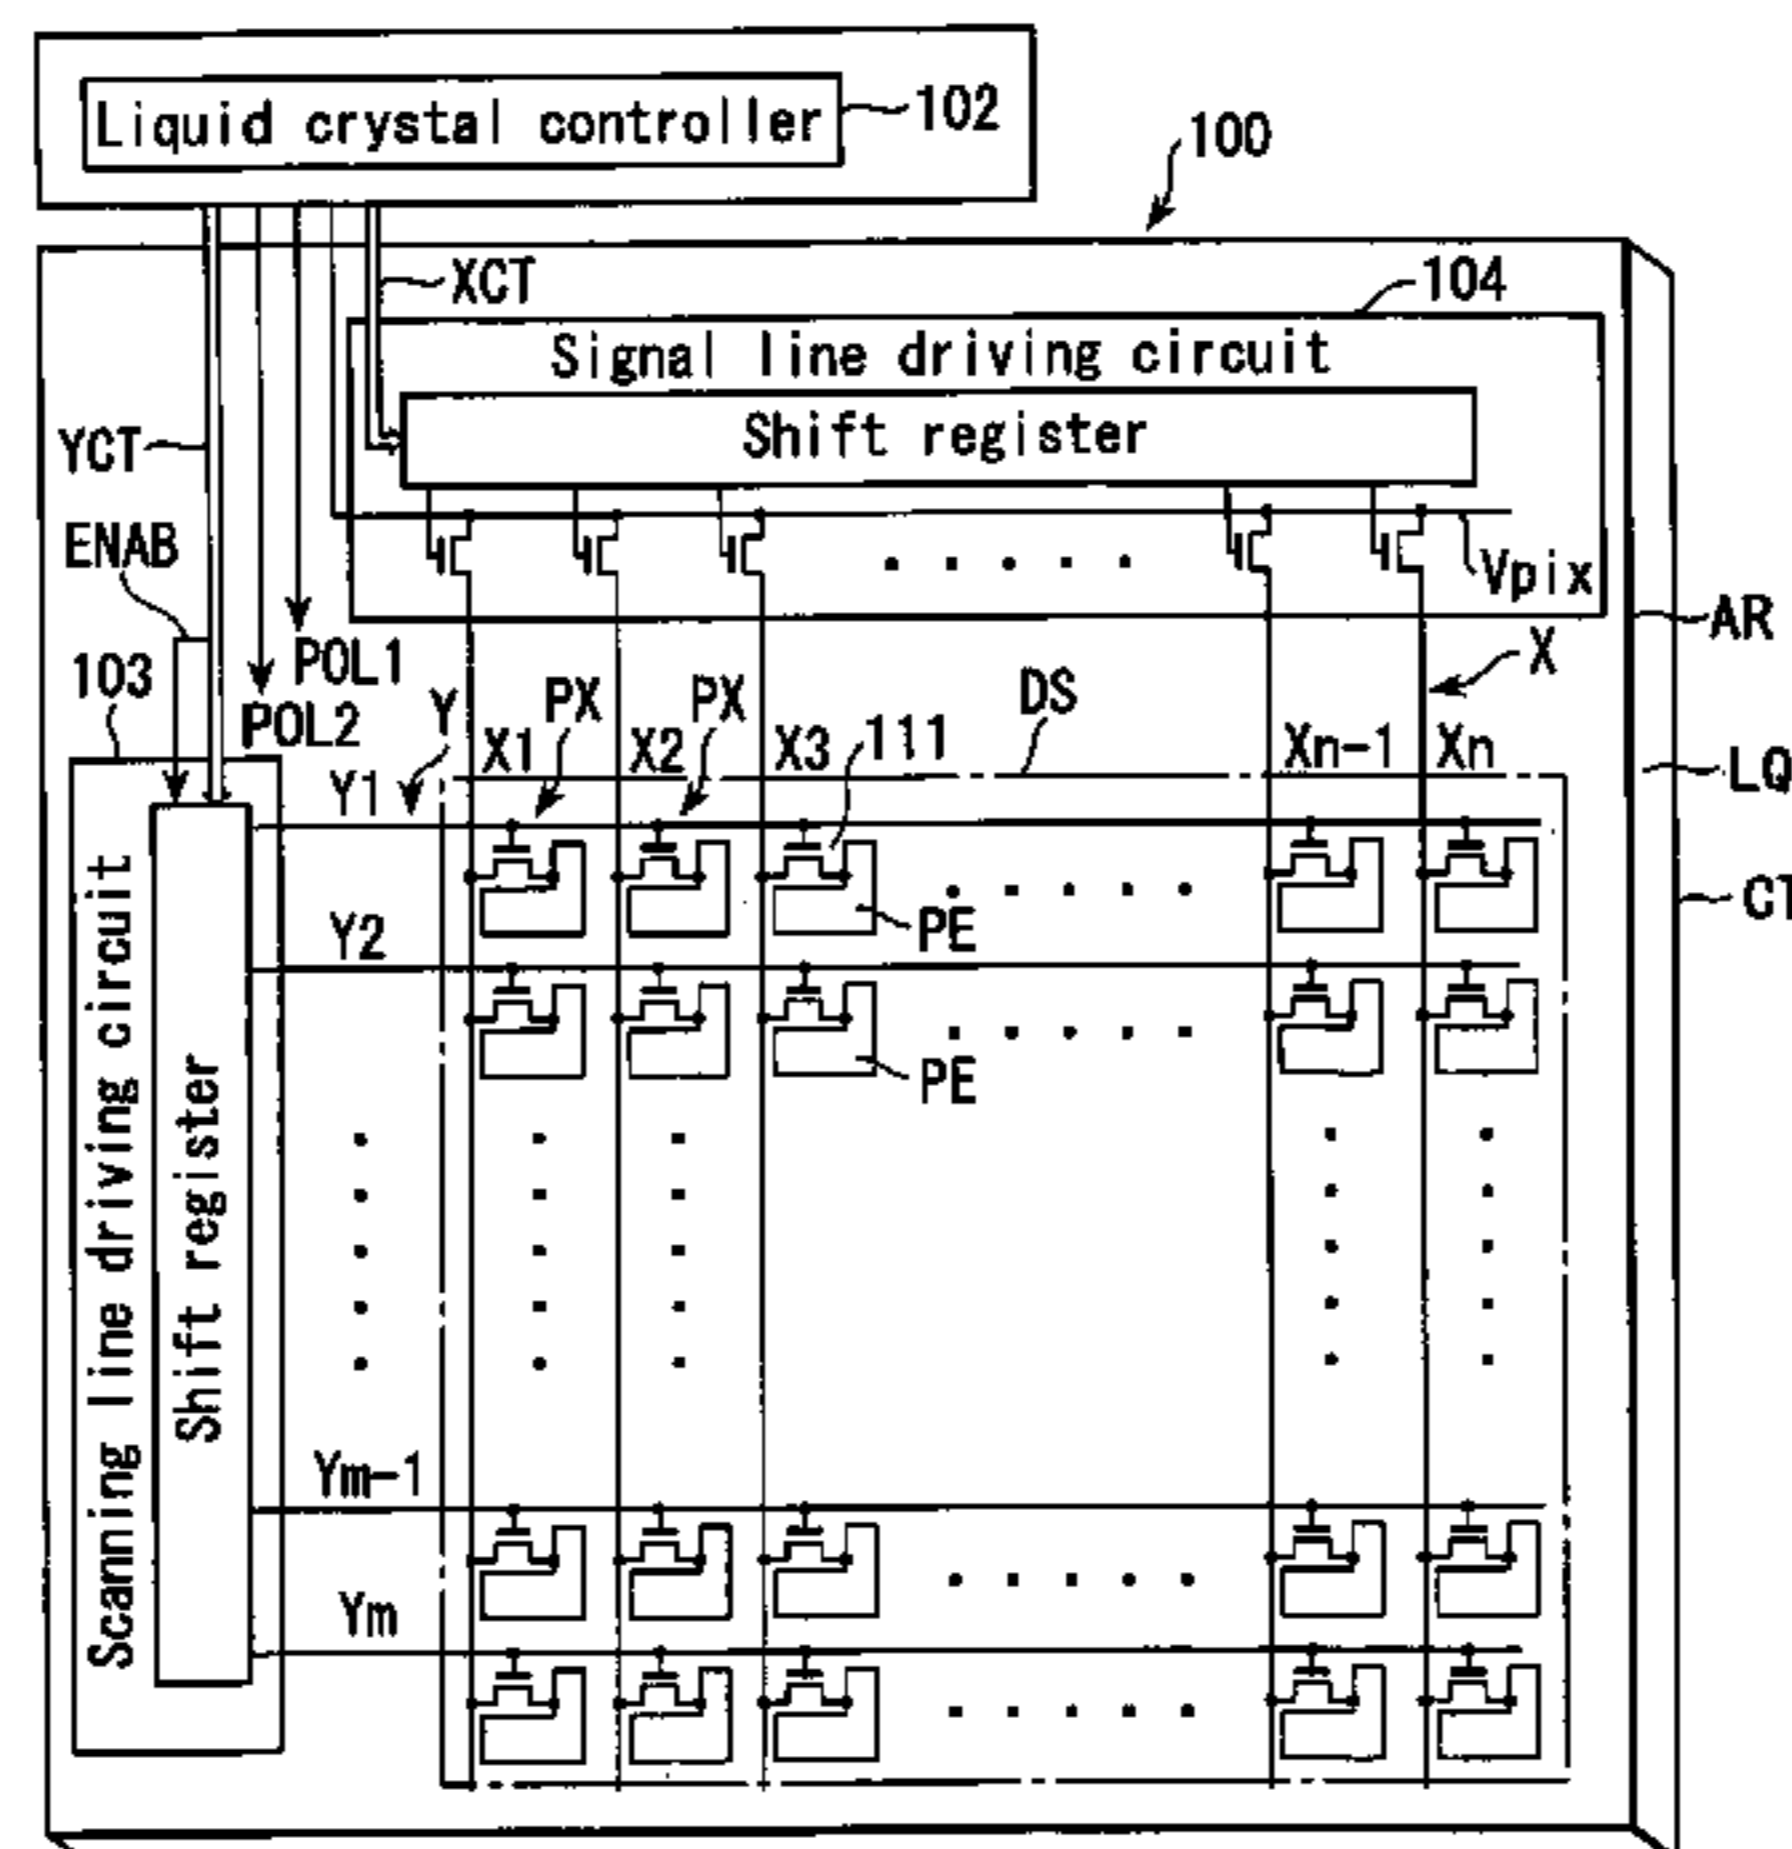 Liquid crystal controller
102
100
XCT
104
Signal line driving circuit
Shift register
YCT
ENAB
Vpix
AR
POL1
X
103
POL2
Y
PX
PX
DS
X1
X2
X3
111
Xn-1
Xn
Y1
LQ
CT
Y2
PE
PE
Scanning line driving circuit
Shift register
Ym-1
Ym